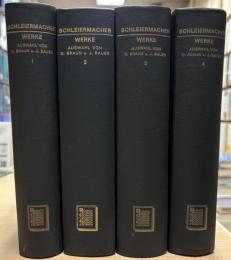 SCHLEIERMACHER
WERKE
AUSWAHL VON
O. BRAUN u. J. BAUER
1
SCHLEIERMACHER
WERKE
AUSWAHL VON
O. BRAUN u. J. BAUER
2
SCHLEIERMACHER
WERKE
AUSWAHL VON
O. BRAUN u. J. BAUER
3
SCHLEIERMACHER
WERKE
AUSWAHL VON
O. BRAUN u. J. BAUER
4